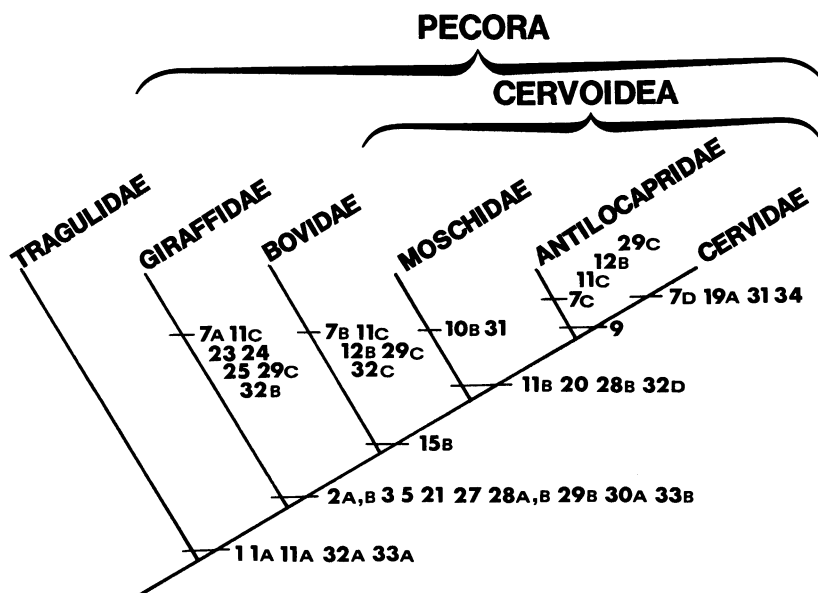 PECORA
CERVOIDEA
TRAGULIDAE
GIRAFFIDAE
BOVIDAE
MOSCHIDAE
ANTILOCAPRIDAE
CERVIDAE
7A 11C
23 24
25 29C
32B
7B 11C
12B 29C
32C
10B 31
29C
12B
11C
7C
7D 19A 31 34
9
11B 20 28B 32D
15B
2A,B 3 5 21 27 28A,B 29B 30A 33B
1 1A 11A 32A 33A